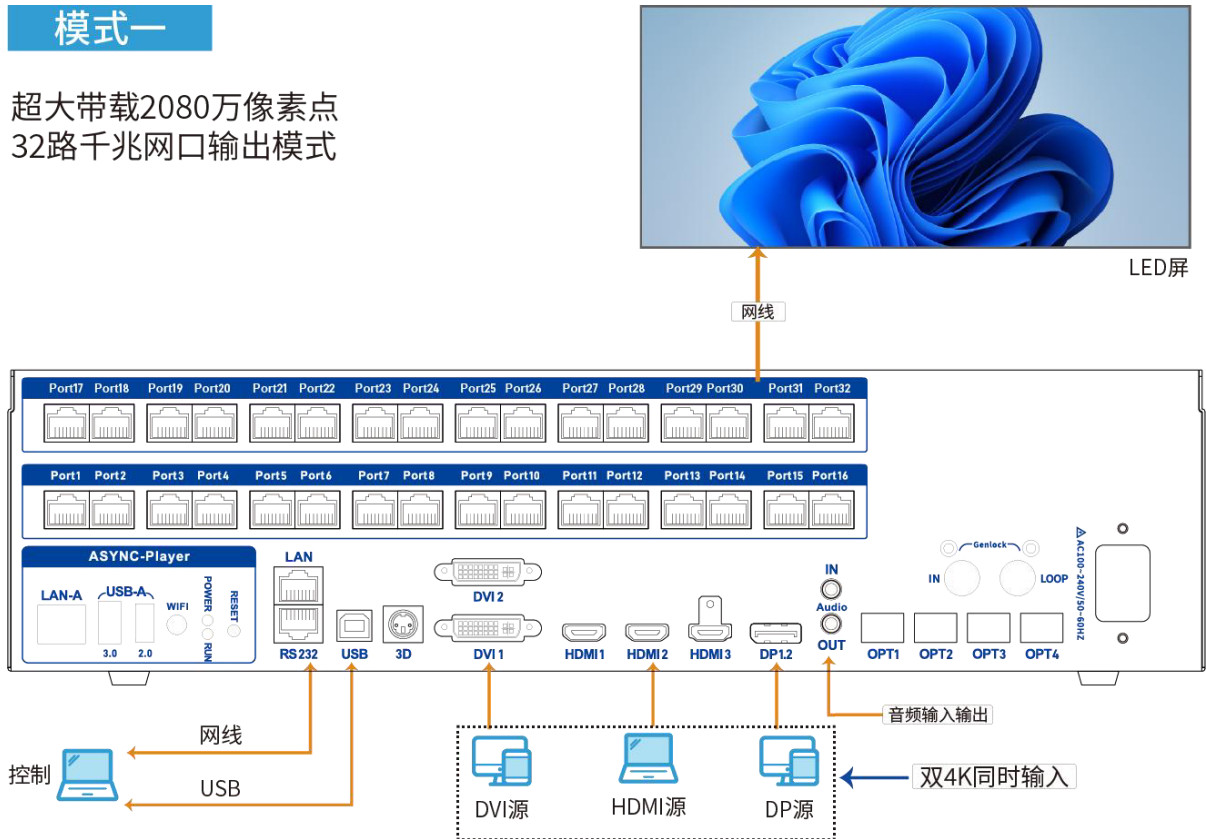 模式一
超大带载2080万像素点
32路千兆网口输出模式
LED屏
网线
Port17 Port18 Port19 Port20 Port21 Port22 Port23 Port24 Port25 Port26 Port27 Port28 Port29 Port30 Port31 Port32
Port1 Port2 Port3 Port4 Port5 Port6 Port7 Port8 Port9 Port10 Port11 Port12 Port13 Port14 Port15 Port16
ASYNC-Player
LAN-A
USB-A
3.0
2.0
WIFI
POWER
RUN
RESET
LAN
RS232
USB
3D
DVI 2
DVI 1
HDMI 1
HDMI 2
HDMI 3
DP1.2
IN
Audio
OUT
Genlock
IN
LOOP
OPT1
OPT2
OPT3
OPT4
AC100-240V/50-60HZ
音频输入输出
控制
网线
USB
DVI源
HDMI源
DP源
双4K同时输入